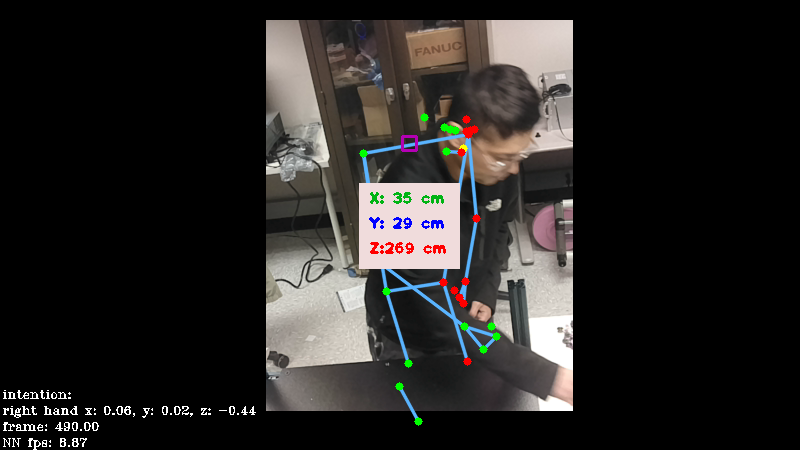 FANUC
X: 35 cm
Y: 29 cm
Z:269 cm
intention:
right hand x: 0.06, y: 0.02, z: -0.44
frame: 490.00
NN fps: 8.87